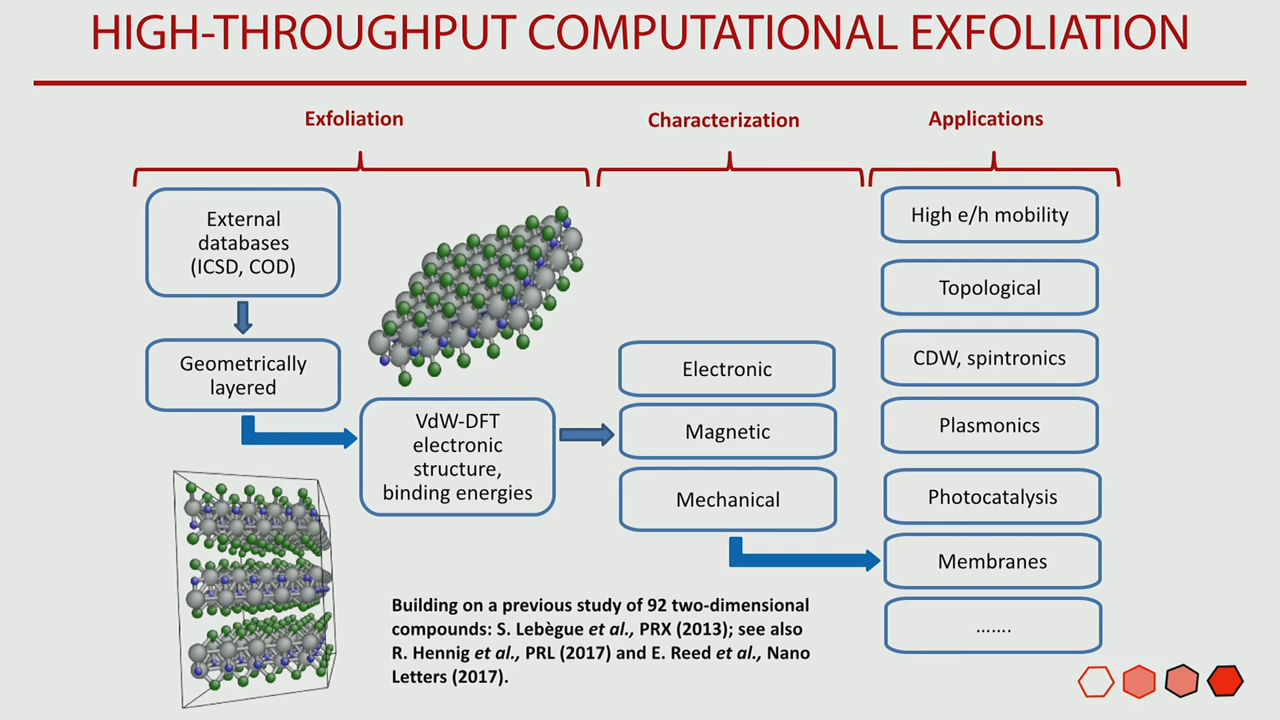 HIGH-THROUGHPUT COMPUTATIONAL EXFOLIATION
Exfoliation
Characterization
Applications
External
databases
(ICSD, COD)
Geometrically
layered
VdW-DFT
electronic
structure,
binding energies
Electronic
Magnetic
Mechanical
High e/h mobility
Topological
CDW, spintronics
Plasmonics
Photocatalysis
Membranes
.......
Building on a previous study of 92 two-dimensional
compounds: S. Lebègue et al., PRX (2013); see also
R. Hennig et al., PRL (2017) and E. Reed et al., Nano
Letters (2017).